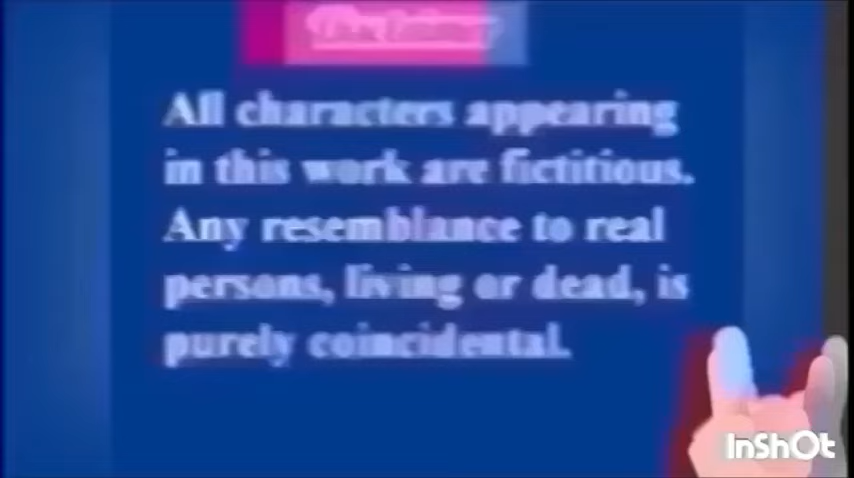 All characters appearing
in this work are fictitious.
Any resemblance to real
persons, living or dead, is
purely coincidental.
InShOt